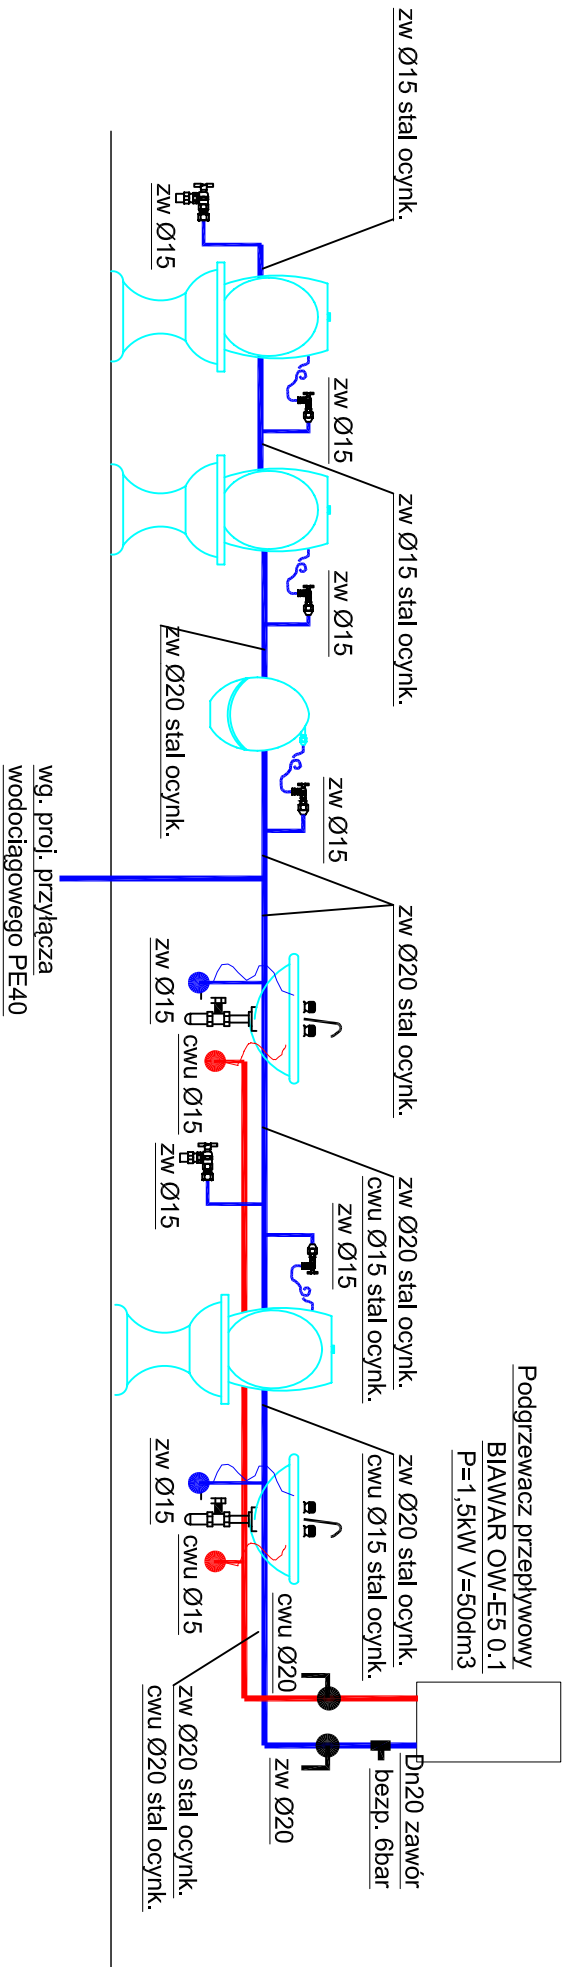 zw Ø15 stal ocynk.
zw Ø15
zw Ø15
zw Ø15 stal ocynk.
zw Ø15
zw Ø20 stal ocynk.
zw Ø15
wg. proj. przyłącza
wodociągowego PE40
zw Ø20 stal ocynk.
zw Ø15
cwu Ø15
zw Ø15
zw Ø20 stal ocynk.
cwu Ø15 stal ocynk.
zw Ø15
zw Ø20 stal ocynk.
cwu Ø15 stal ocynk.
zw Ø15
cwu Ø15
Podgrzewacz przepływowy
BIAWAR OW-E5 0.1
P=1,5kW V=50dm3
cwu Ø20
zw Ø20
zw Ø20 stal ocynk.
cwu Ø20 stal ocynk.
Dn20 zawór
bezp. 6bar